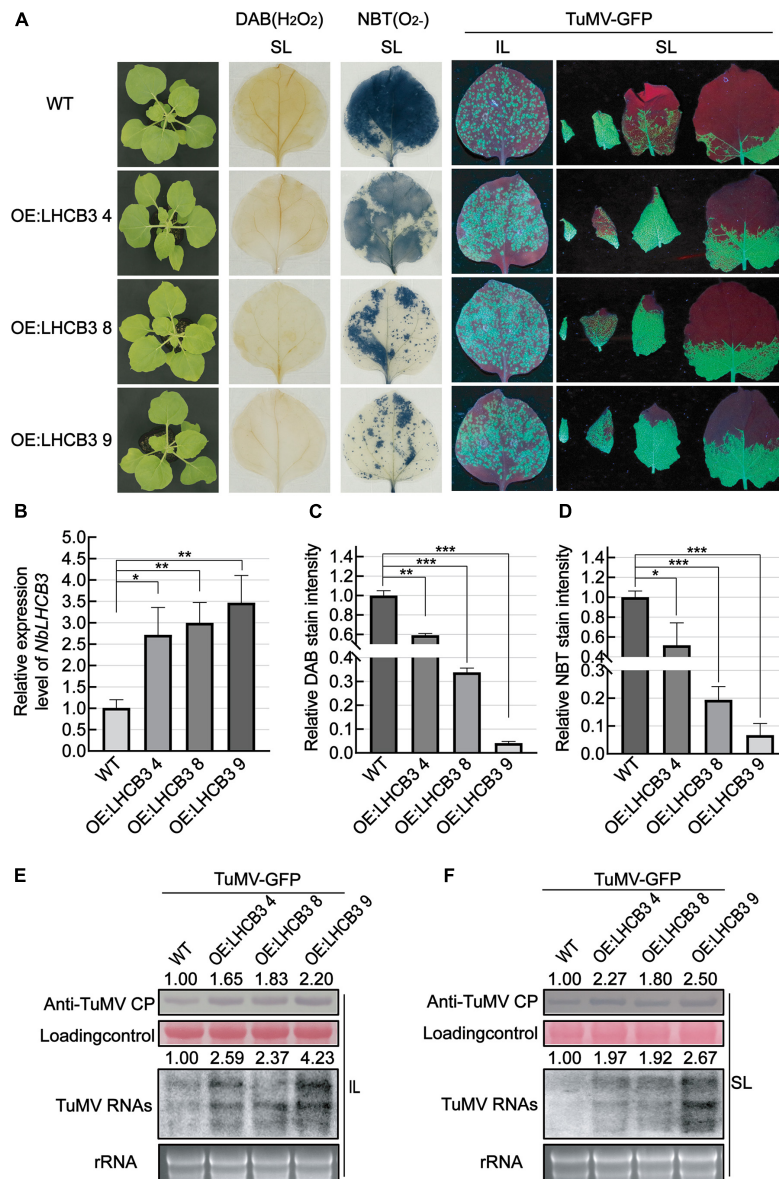 A
DAB(H2O2)
NBT(O2-)
TuMV-GFP
SL
SL
IL
SL
WT
OE:LHCB3 4
OE:LHCB3 8
OE:LHCB3 9
B
Relative expression
level of NbLHCB3
5.0
4.5
4.0
3.5
3.0
2.5
2.0
1.5
1.0
0.5
0.0
*
**
**
WT
OE:LHCB3 4
OE:LHCB3 8
OE:LHCB3 9
C
Relative DAB stain intensity
1.4
1.2
1.0
0.8
0.6
0.4
0.3
0.2
0.1
0.0
**
***
***
WT
OE:LHCB3 4
OE:LHCB3 8
OE:LHCB3 9
D
Relative NBT stain intensity
1.4
1.2
1.0
0.8
0.6
0.4
0.3
0.2
0.1
0.0
*
***
***
WT
OE:LHCB3 4
OE:LHCB3 8
OE:LHCB3 9
E
TuMV-GFP
WT
OE:LHCB3 4
OE:LHCB3 8
OE:LHCB3 9
1.00 1.65 1.83 2.20
Anti-TuMV CP
Loadingcontrol
1.00 2.59 2.37 4.23
TuMV RNAs
rRNA
IL
F
TuMV-GFP
WT
OE:LHCB3 4
OE:LHCB3 8
OE:LHCB3 9
1.00 2.27 1.80 2.50
Anti-TuMV CP
Loadingcontrol
1.00 1.97 1.92 2.67
TuMV RNAs
rRNA
SL